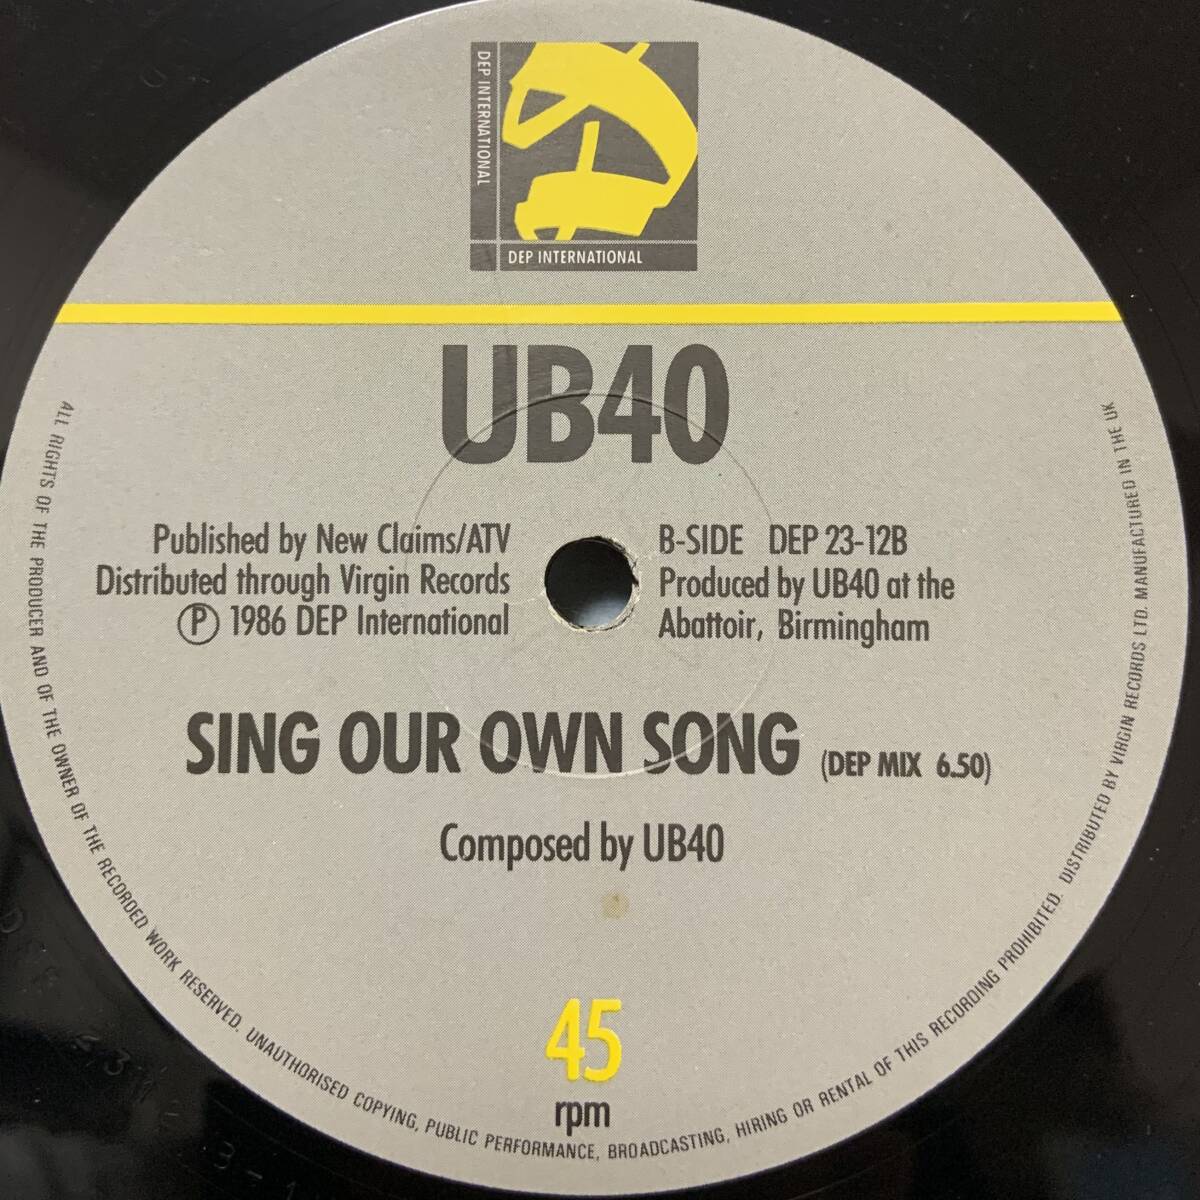 DEP INTERNATIONAL
DEP INTERNATIONAL
UB40
Published by New Claims/ATV
Distributed through Virgin Records
Ⓟ 1986 DEP International
B-SIDE DEP 23-12B
Produced by UB40 at the
Abattoir, Birmingham
SING OUR OWN SONG (DEP MIX 6.50)
Composed by UB40
45
rpm
ALL RIGHTS OF THE PRODUCER AND OF THE OWNER OF THE RECORDED WORK RESERVED. UNAUTHORISED COPYING, PUBLIC PERFORMANCE, BROADCASTING, HIRING OR RENTAL OF THIS RECORDING PROHIBITED. DISTRIBUTED BY VIRGIN RECORDS LTD. MANUFACTURED IN THE UK